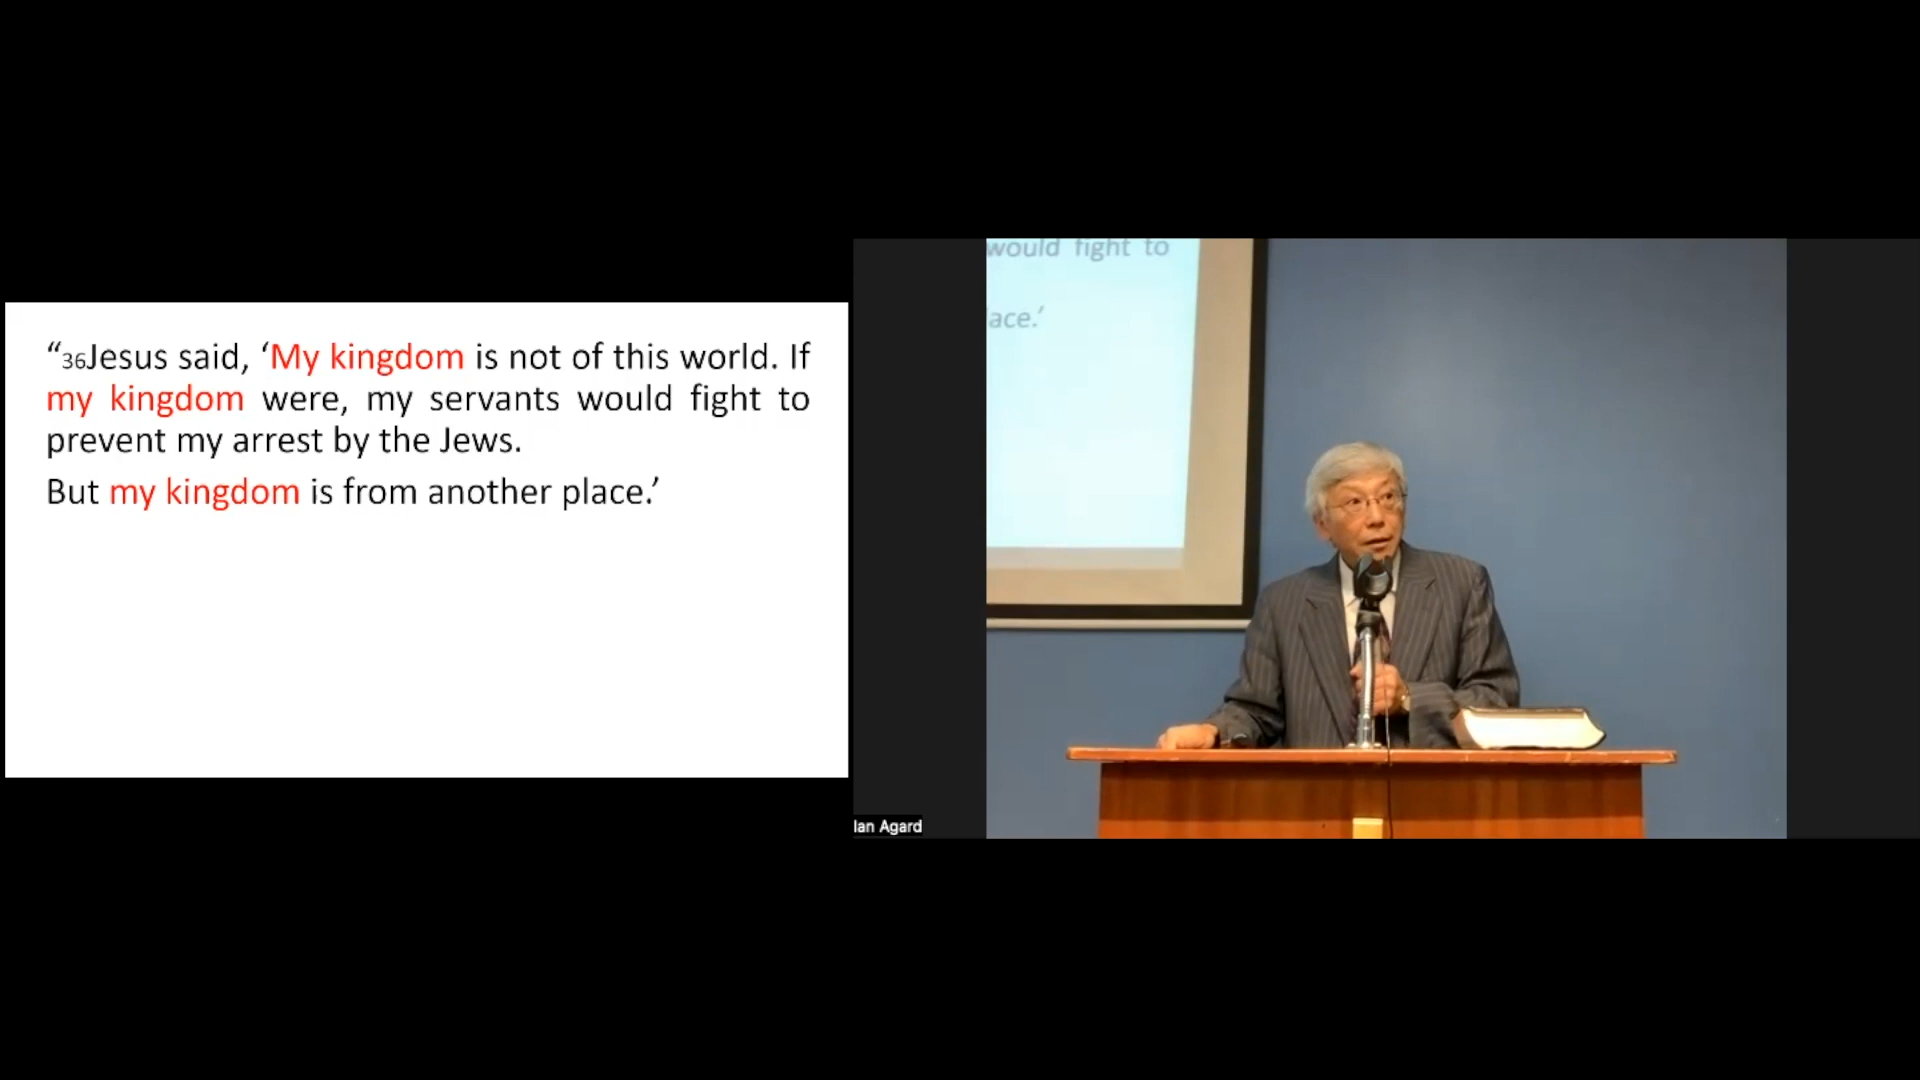 “36Jesus said, ‘My kingdom is not of this world. If
my kingdom were, my servants would fight to
prevent my arrest by the Jews.
But my kingdom is from another place.’
would fight to
ace.’
Ian Agard